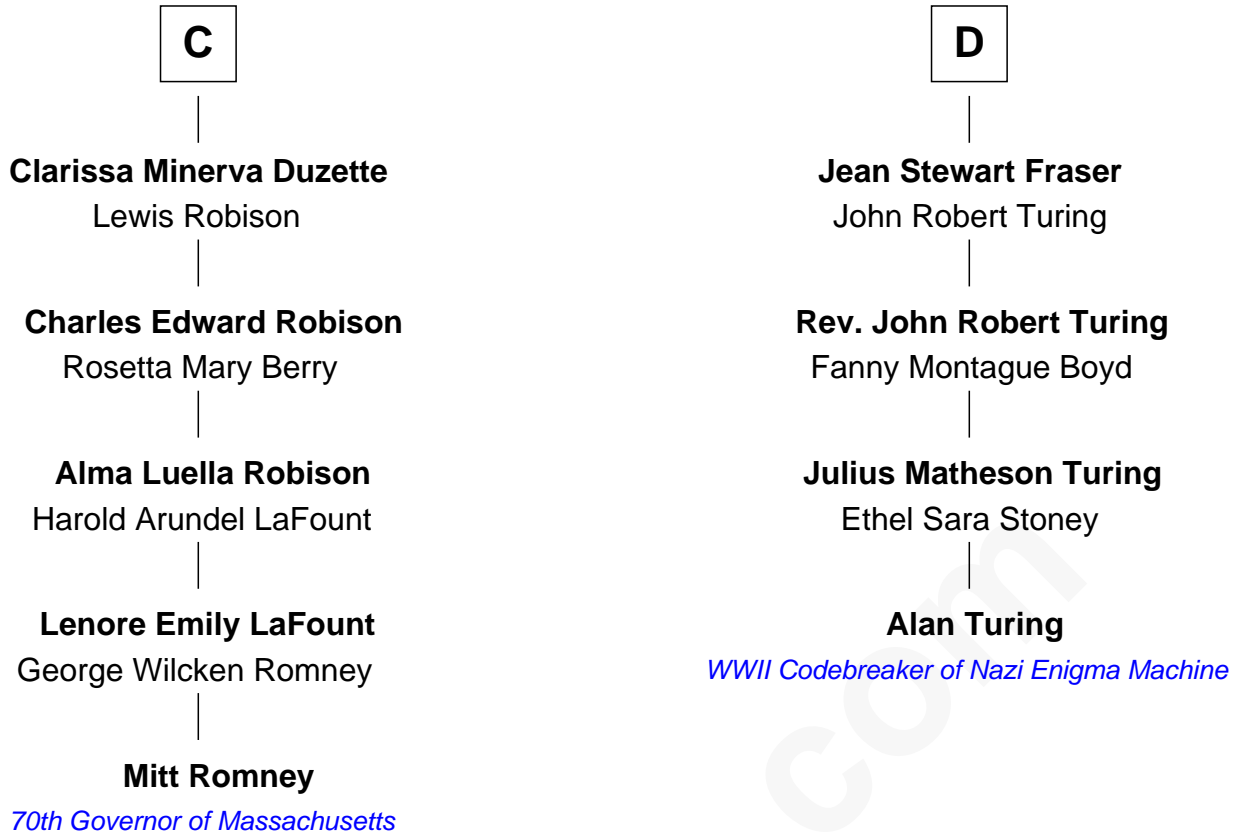 C
Clarissa Minerva Duzette
Lewis Robison
Charles Edward Robison
Rosetta Mary Berry
Alma Luella Robison
Harold Arundel LaFount
Lenore Emily LaFount
George Wilcken Romney
Mitt Romney
70th Governor of Massachusetts
D
Jean Stewart Fraser
John Robert Turing
Rev. John Robert Turing
Fanny Montague Boyd
Julius Matheson Turing
Ethel Sara Stoney
Alan Turing
WWII Codebreaker of Nazi Enigma Machine
com